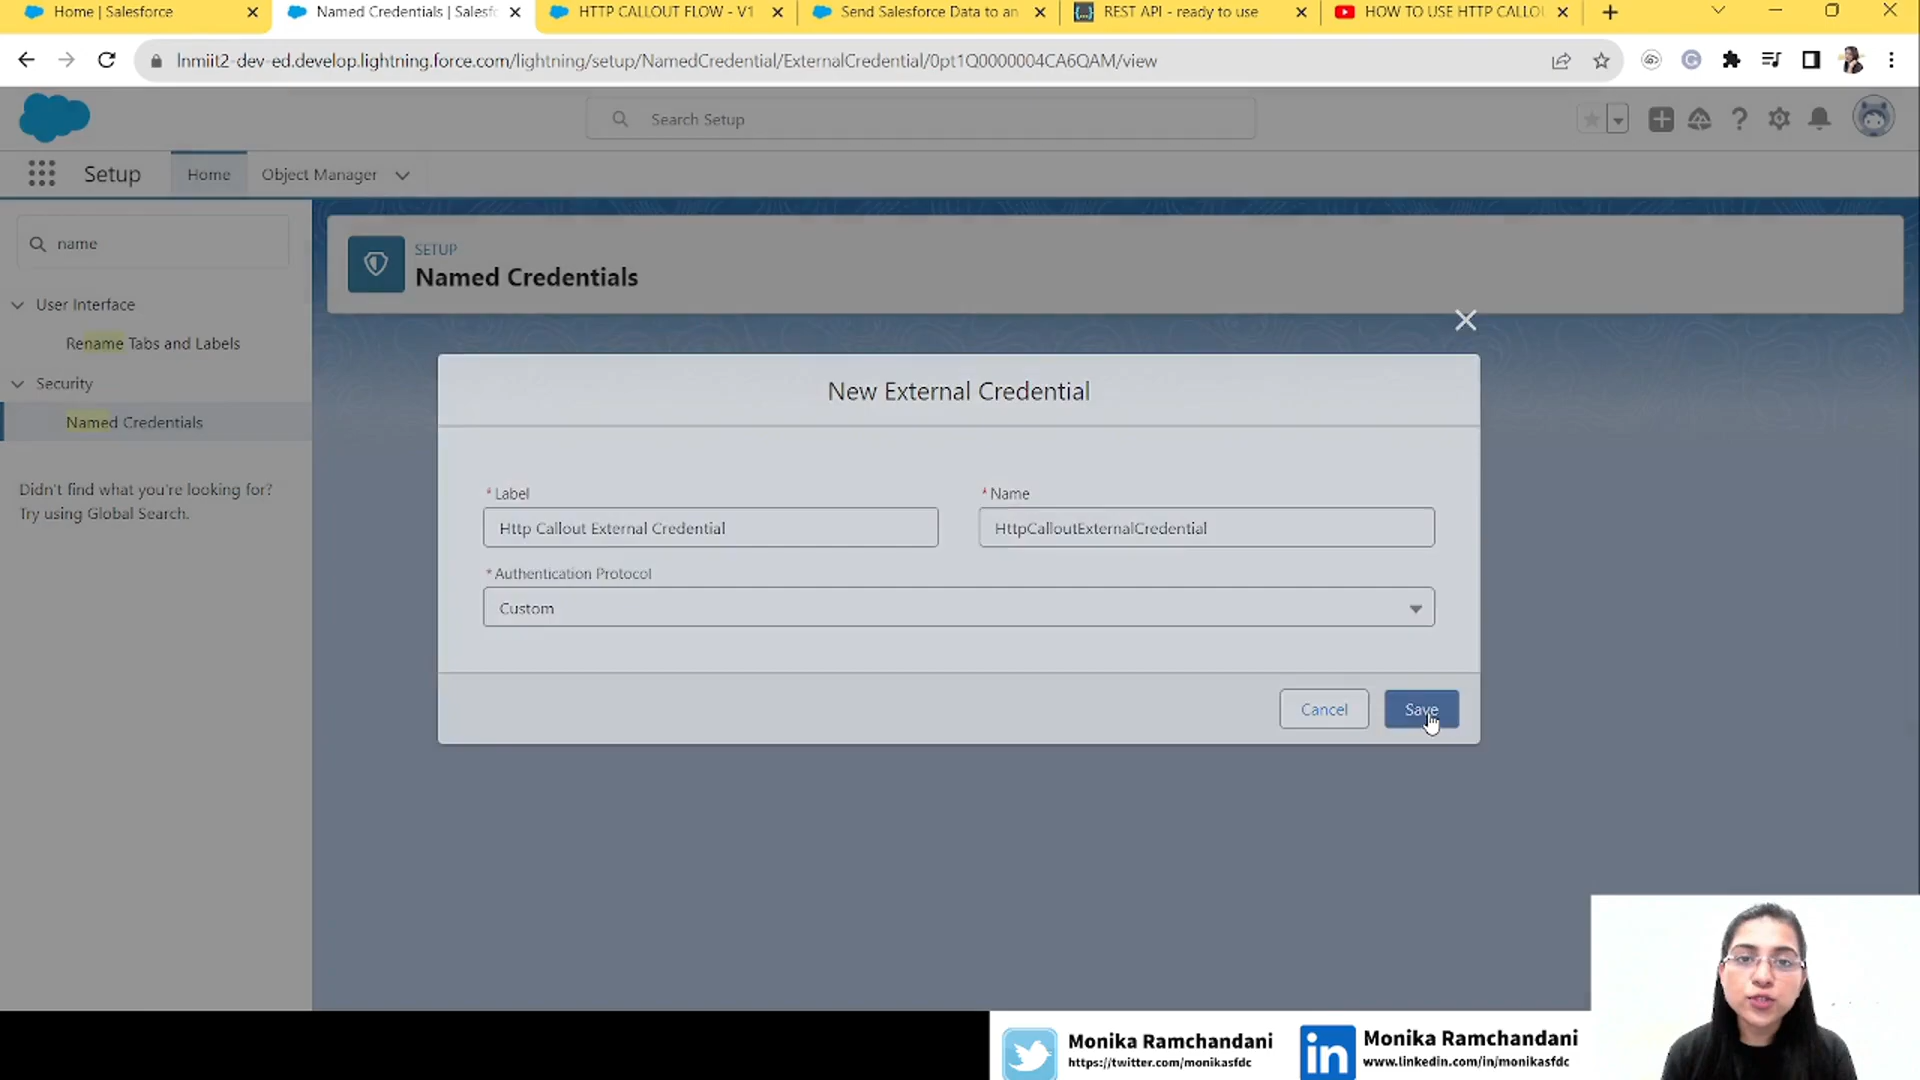 Home | Salesforce
Named Credentials | Salesf
HTTP CALLOUT FLOW - V1
Send Salesforce Data to an
REST API - ready to use
HOW TO USE HTTP CALLO
lnmiit2-dev-ed.develop.lightning.force.com/lightning/setup/NamedCredential/ExternalCredential/0pt1Q0000004CA6QAM/view
Search Setup
Setup
Home
Object Manager
name
User Interface
Rename Tabs and Labels
Security
Named Credentials
Didn't find what you're looking for?
Try using Global Search.
SETUP
Named Credentials
New External Credential
* Label
Http Callout External Credential
* Name
HttpCalloutExternalCredential
* Authentication Protocol
Custom
Cancel
Save
Monika Ramchandani
https://twitter.com/monikasfdc
in
Monika Ramchandani
www.linkedin.com/in/monikasfdc